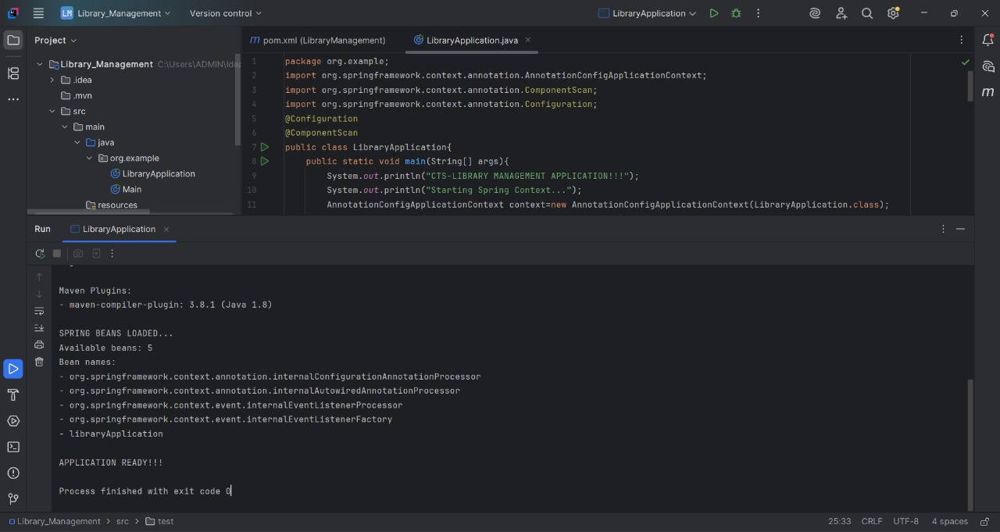 LM Library_Management Version control LibraryApplication
Project
pom.xml (LibraryManagement) LibraryApplication.java
Library_Management C:\Users\ADMIN\Idea
.idea
.mvn
src
main
java
org.example
LibraryApplication
Main
resources
1 package org.example;
2 import org.springframework.context.annotation.AnnotationConfigApplicationContext;
3 import org.springframework.context.annotation.ComponentScan;
4 import org.springframework.context.annotation.Configuration;
5 @Configuration
6 @ComponentScan
7 public class LibraryApplication{
8 public static void main(String[] args){
9 System.out.println("CTS-LIBRARY MANAGEMENT APPLICATION!!!");
10 System.out.println("Starting Spring Context...");
11 AnnotationConfigApplicationContext context=new AnnotationConfigApplicationContext(LibraryApplication.class);
Run LibraryApplication
Maven Plugins:
- maven-compiler-plugin: 3.8.1 (Java 1.8)
SPRING BEANS LOADED...
Available beans: 5
Bean names:
- org.springframework.context.annotation.internalConfigurationAnnotationProcessor
- org.springframework.context.annotation.internalAutowiredAnnotationProcessor
- org.springframework.context.event.internalEventListenerProcessor
- org.springframework.context.event.internalEventListenerFactory
- libraryApplication
APPLICATION READY!!!
Process finished with exit code 0
Library_Management > src > test 25:33 CRLF UTF-8 4 spaces